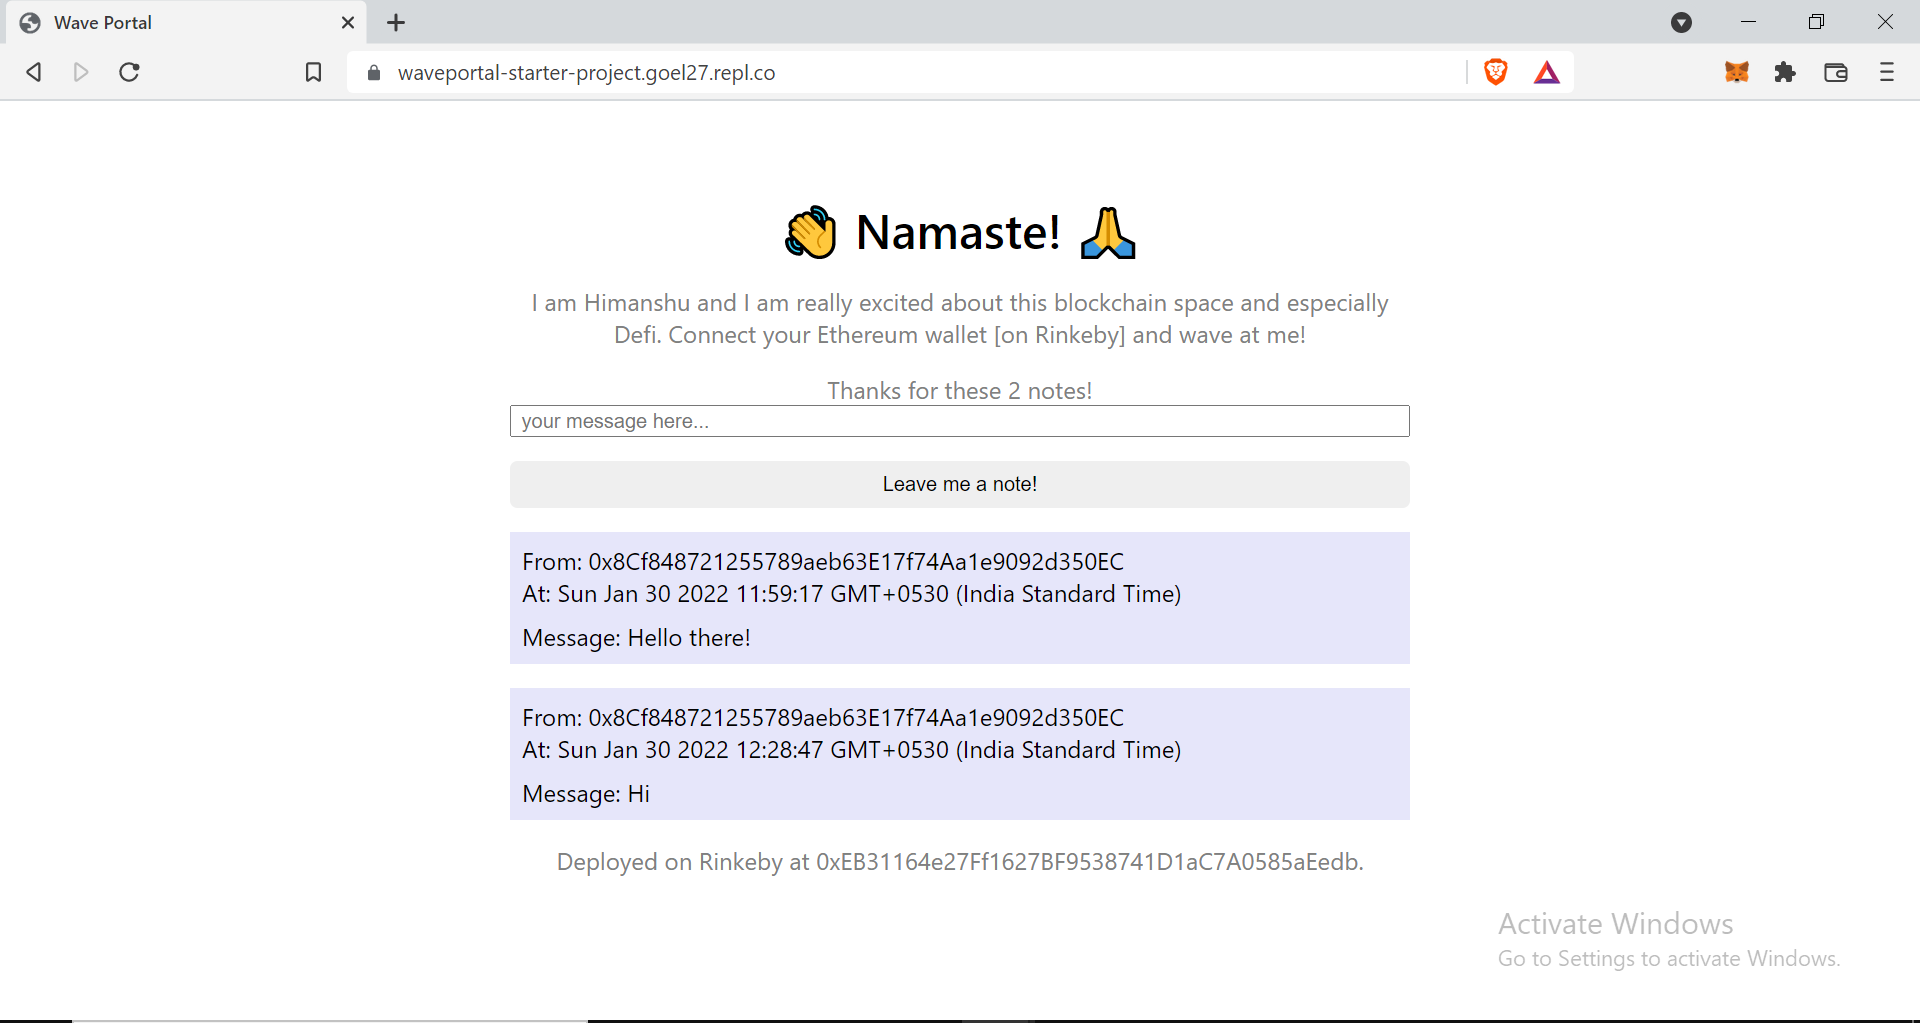 Wave Portal
waveportal-starter-project.goel27.repl.co
👋 Namaste! 🙏
I am Himanshu and I am really excited about this blockchain space and especially
Defi. Connect your Ethereum wallet [on Rinkeby] and wave at me!
Thanks for these 2 notes!
your message here...
Leave me a note!
From: 0x8Cf848721255789aeb63E17f74Aa1e9092d350EC
At: Sun Jan 30 2022 11:59:17 GMT+0530 (India Standard Time)
Message: Hello there!
From: 0x8Cf848721255789aeb63E17f74Aa1e9092d350EC
At: Sun Jan 30 2022 12:28:47 GMT+0530 (India Standard Time)
Message: Hi
Deployed on Rinkeby at 0xEB31164e27Ff1627BF9538741D1aC7A0585aEedb.
Activate Windows
Go to Settings to activate Windows.